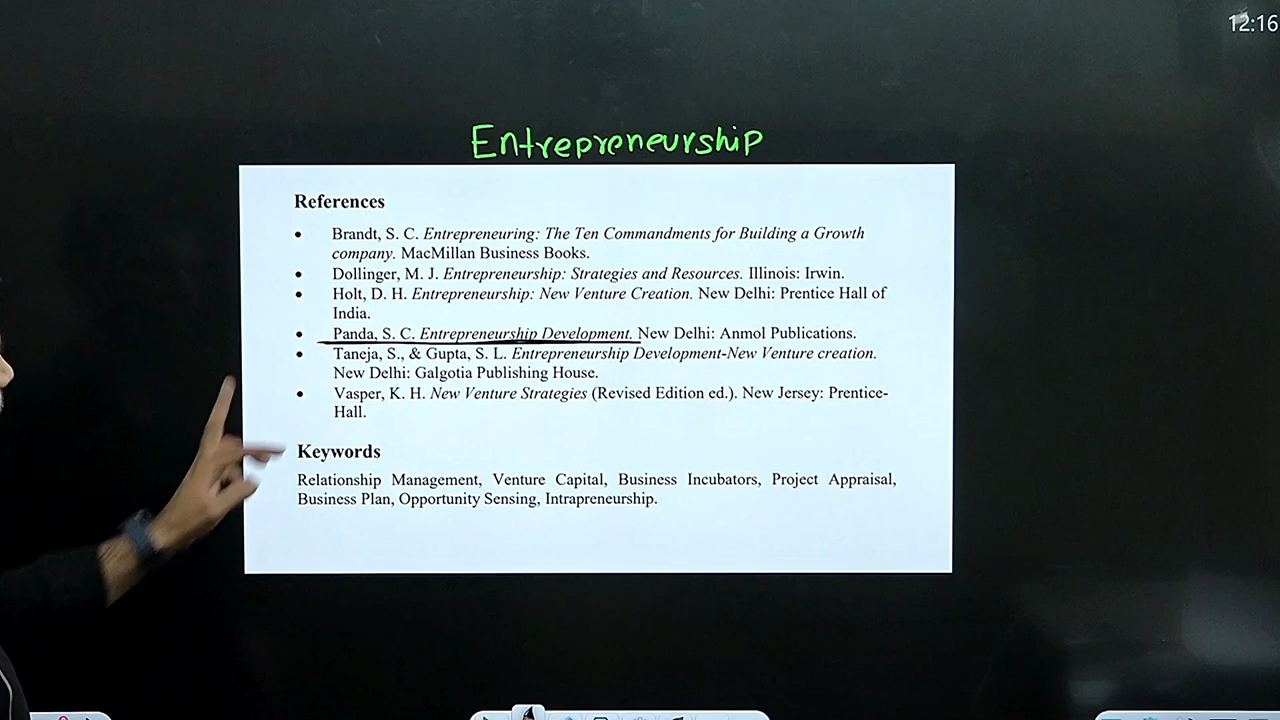 12:16
Entrepreneurship
References
• Brandt, S. C. Entrepreneuring: The Ten Commandments for Building a Growth
company. MacMillan Business Books.
• Dollinger, M. J. Entrepreneurship: Strategies and Resources. Illinois: Irwin.
• Holt, D. H. Entrepreneurship: New Venture Creation. New Delhi: Prentice Hall of
India.
• Panda, S. C. Entrepreneurship Development. New Delhi: Anmol Publications.
• Taneja, S., & Gupta, S. L. Entrepreneurship Development-New Venture creation.
New Delhi: Galgotia Publishing House.
• Vasper, K. H. New Venture Strategies (Revised Edition ed.). New Jersey: Prentice-
Hall.
Keywords
Relationship Management, Venture Capital, Business Incubators, Project Appraisal,
Business Plan, Opportunity Sensing, Intrapreneurship.